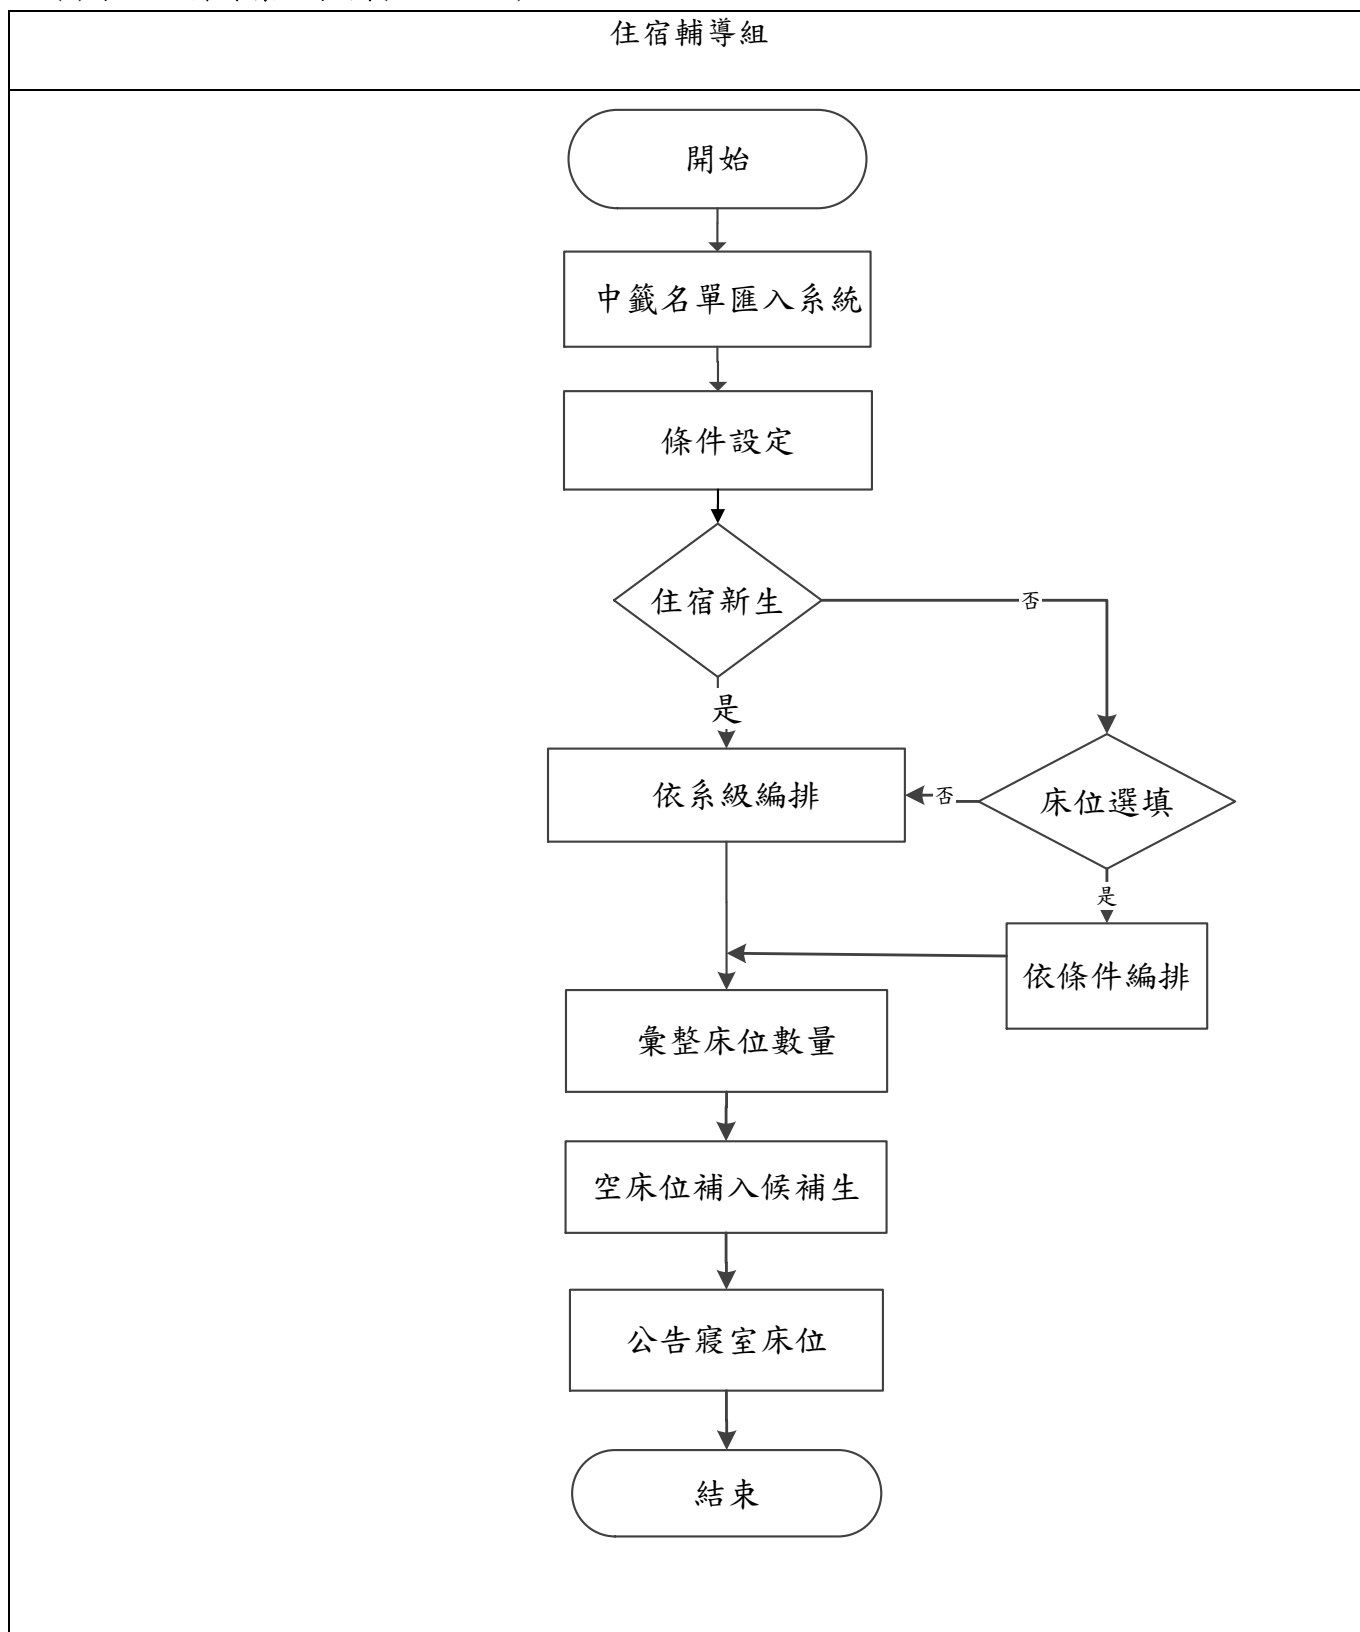 住宿輔導組
開始
中籤名單匯入系統
條件設定
住宿新生
否
是
依系級編排
否
床位選填
是
依條件編排
彙整床位數量
空床位補入候補生
公告寢室床位
結束